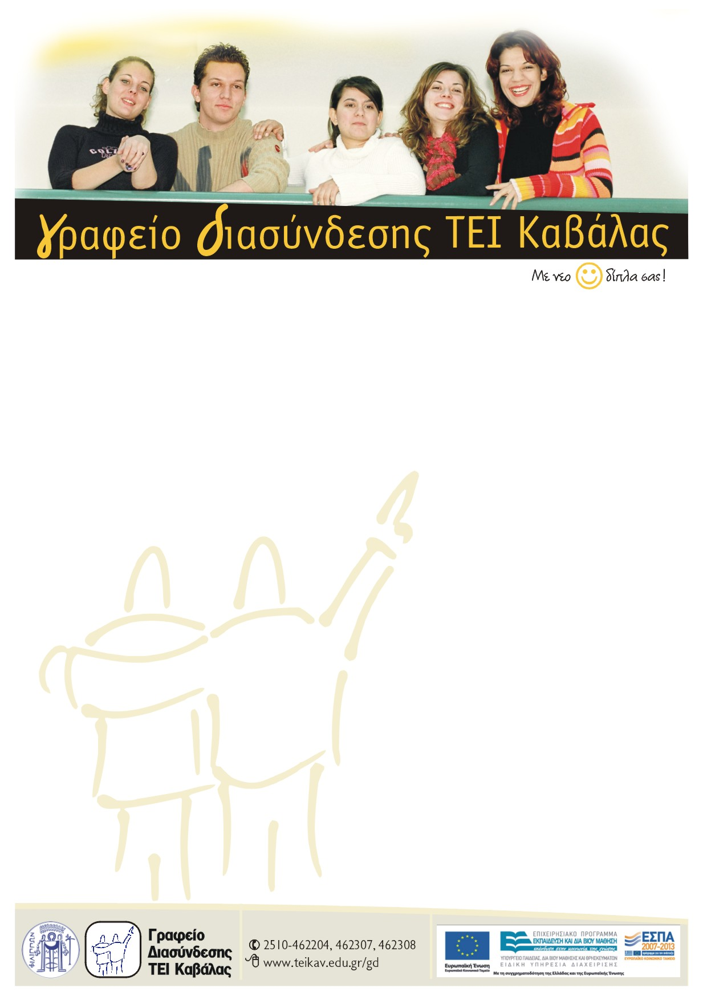 γραφείο διασύνδεσης ΤΕΙ Καβάλας
Με νεο δίπλα σας!
Γραφείο
Διασύνδεσης
ΤΕΙ Καβάλας
2510-462204, 462307, 462308
www.teikav.edu.gr/gd
Ευρωπαϊκή Ένωση
Ευρωπαϊκό Κοινωνικό Ταμείο
ΕΠΙΧΕΙΡΗΣΙΑΚΟ ΠΡΟΓΡΑΜΜΑ
ΕΚΠΑΙΔΕΥΣΗ ΚΑΙ ΔΙΑ ΒΙΟΥ ΜΑΘΗΣΗ
επένδυση στην κοινωνία της γνώσης
ΥΠΟΥΡΓΕΙΟ ΠΑΙΔΕΙΑΣ, ΔΙΑ ΒΙΟΥ ΜΑΘΗΣΗΣ ΚΑΙ ΘΡΗΣΚΕΥΜΑΤΩΝ
ΕΙΔΙΚΗ ΥΠΗΡΕΣΙΑ ΔΙΑΧΕΙΡΙΣΗΣ
Με τη συγχρηματοδότηση της Ελλάδας και της Ευρωπαϊκής Ένωσης
ΕΣΠΑ
2007-2013
πρόγραμμα για την ανάπτυξη
ΕΥΡΩΠΑΪΚΟ ΚΟΙΝΩΝΙΚΟ ΤΑΜΕΙΟ